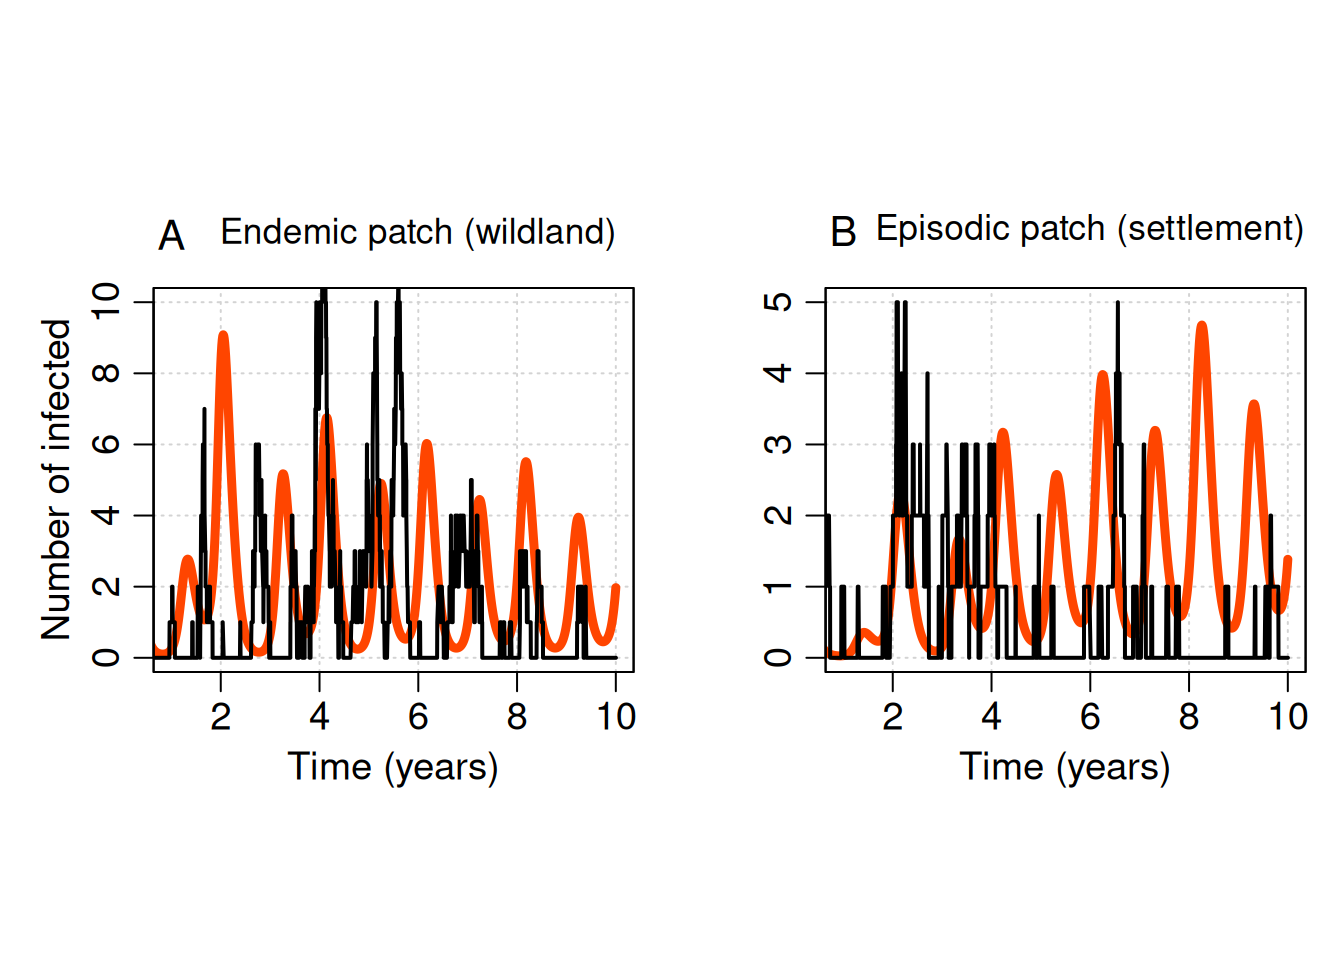 A Endemic patch (wildland)
Number of infected
0 2 4 6 8 10
2 4 6 8 10
Time (years)
B Episodic patch (settlement)
0 1 2 3 4 5
2 4 6 8 10
Time (years)